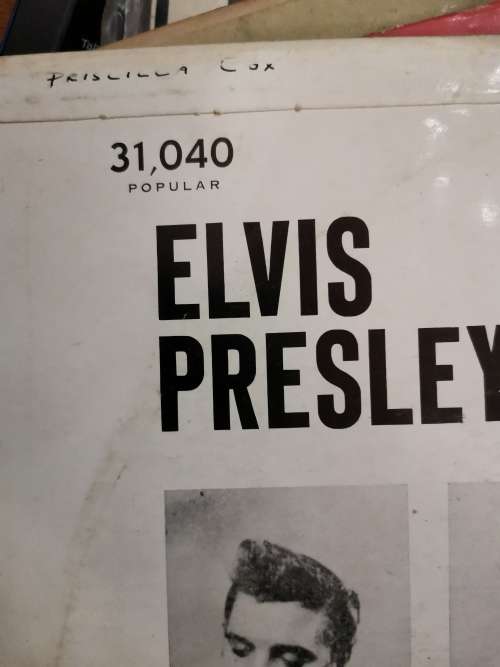 PRISCILLA COX
31,040
POPULAR
ELVIS
PRESLEY